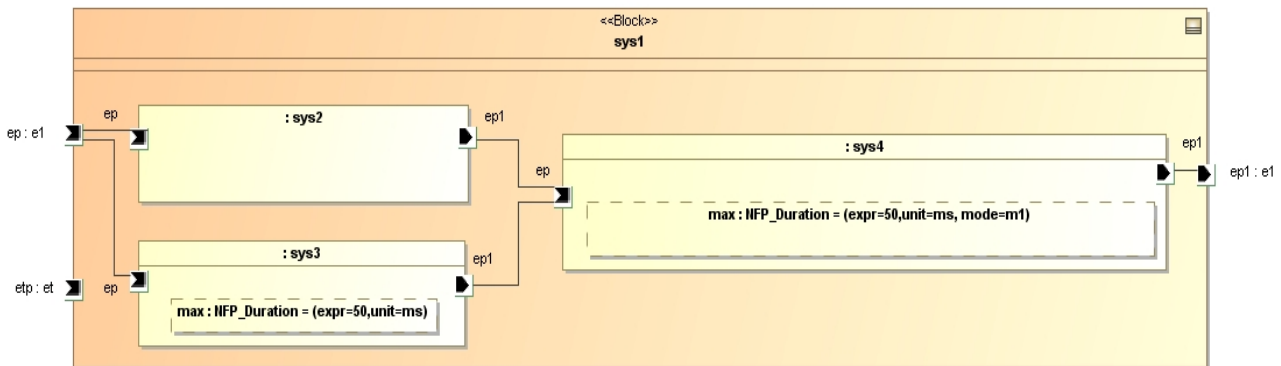 <<Block>>
sys1
ep
: sys2
ep1
ep : e1
: sys4
ep1
ep
ep1 : e1
max : NFP_Duration = (expr=50,unit=ms, mode=m1)
: sys3
ep1
etp : et
ep
max : NFP_Duration = (expr=50,unit=ms)